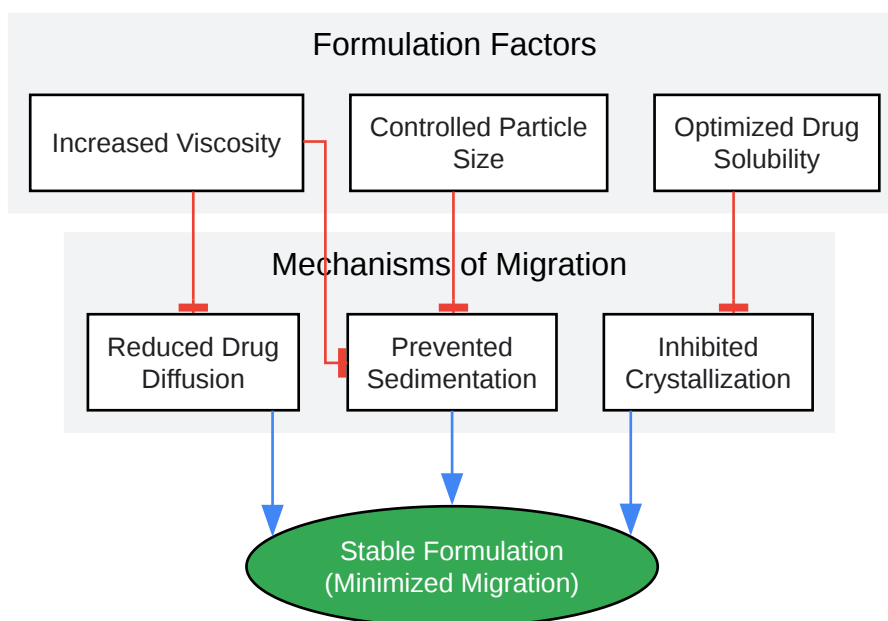 Formulation Factors
Increased Viscosity
Controlled Particle
Size
Optimized Drug
Solubility
Mechanisms of Migration
Reduced Drug
Diffusion
Prevented
Sedimentation
Inhibited
Crystallization
Stable Formulation
(Minimized Migration)